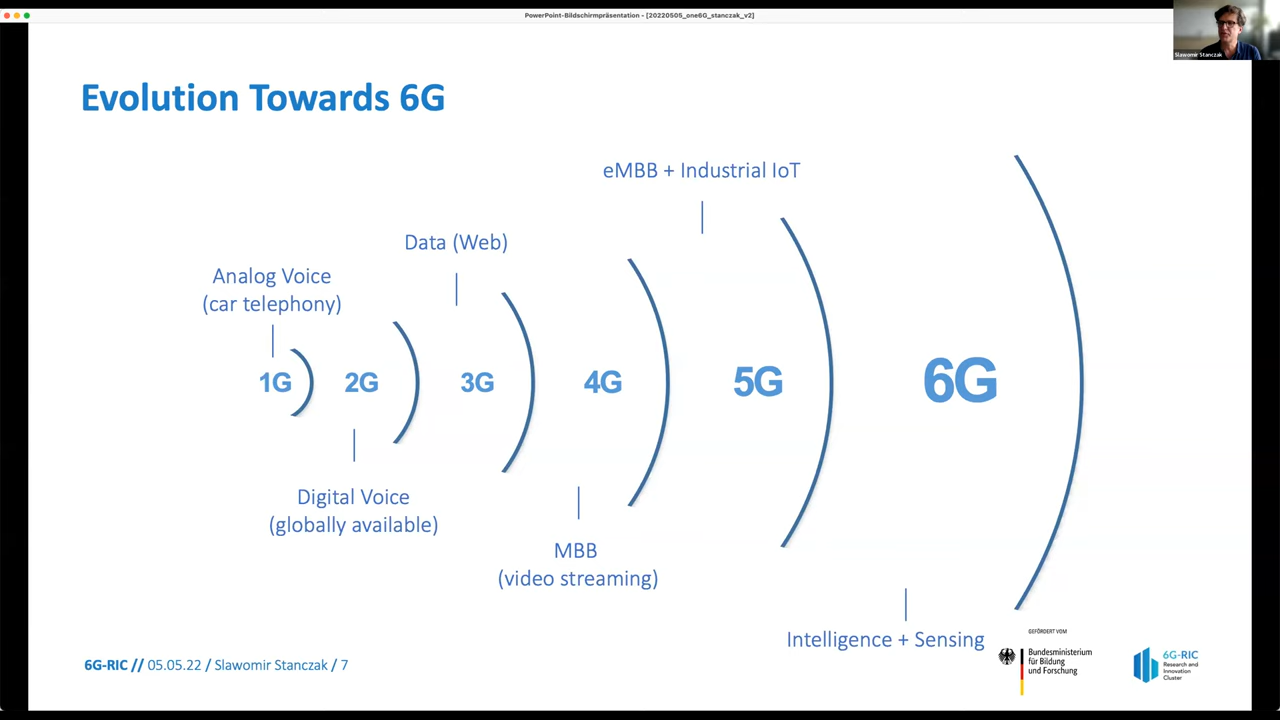 PowerPoint-Bildschirmpräsentation - [20220505_one6G_stanczak_v2]
Slawomir Stanczak
Evolution Towards 6G
eMBB + Industrial IoT
Data (Web)
Analog Voice
(car telephony)
1G
2G
3G
4G
5G
6G
Digital Voice
(globally available)
MBB
(video streaming)
Intelligence + Sensing
6G-RIC // 05.05.22 / Slawomir Stanczak / 7
GEFÖRDERT VOM
Bundesministerium
für Bildung
und Forschung
6G-RIC
Research and
Innovation
Cluster